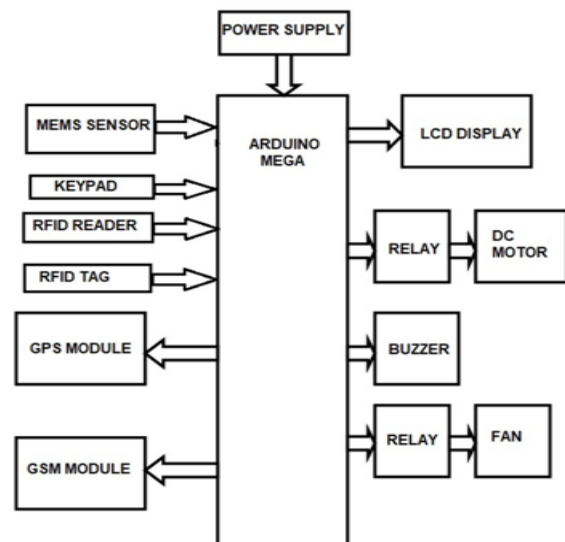 POWER SUPPLY
MEMS SENSOR
ARDUINO
MEGA
LCD DISPLAY
KEYPAD
RFID READER
RELAY
DC
MOTOR
RFID TAG
GPS MODULE
BUZZER
GSM MODULE
RELAY
FAN